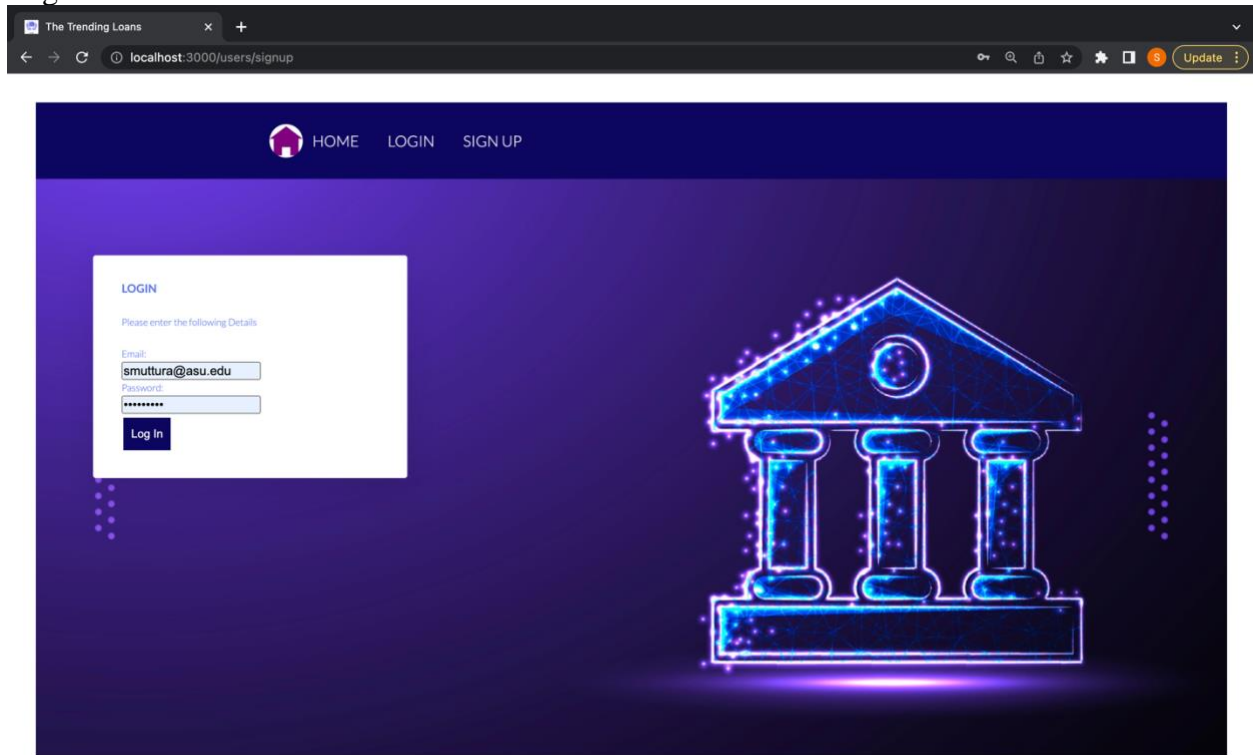 The Trending Loans
localhost:3000/users/signup
S
Update
HOME LOGIN SIGN UP
LOGIN
Please enter the following Details
Email:
smuttura@asu.edu
Password:
•••••••••
Log In